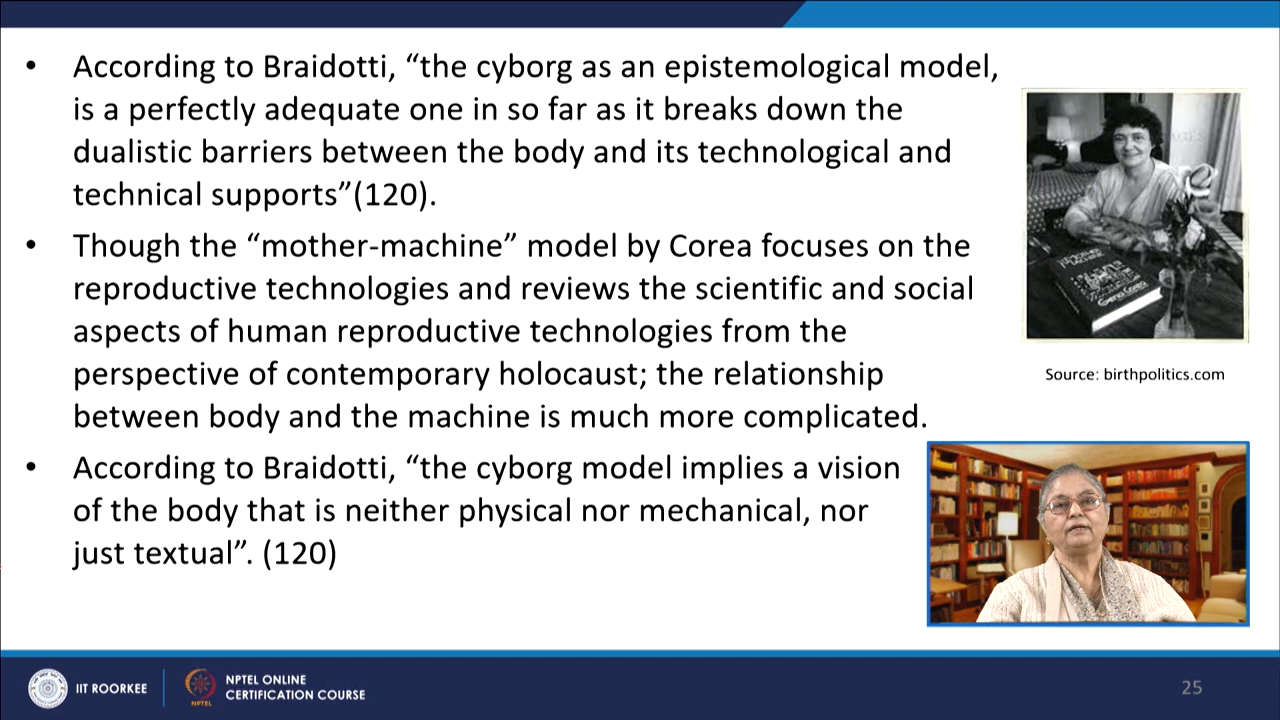 • According to Braidotti, “the cyborg as an epistemological model,
is a perfectly adequate one in so far as it breaks down the
dualistic barriers between the body and its technological and
technical supports”(120).
• Though the “mother-machine” model by Corea focuses on the
reproductive technologies and reviews the scientific and social
aspects of human reproductive technologies from the
perspective of contemporary holocaust; the relationship
between body and the machine is much more complicated.
• According to Braidotti, “the cyborg model implies a vision
of the body that is neither physical nor mechanical, nor
just textual”. (120)
Gena Corea
Source: birthpolitics.com
IIT ROORKEE
NPTEL
NPTEL ONLINE
CERTIFICATION COURSE
25